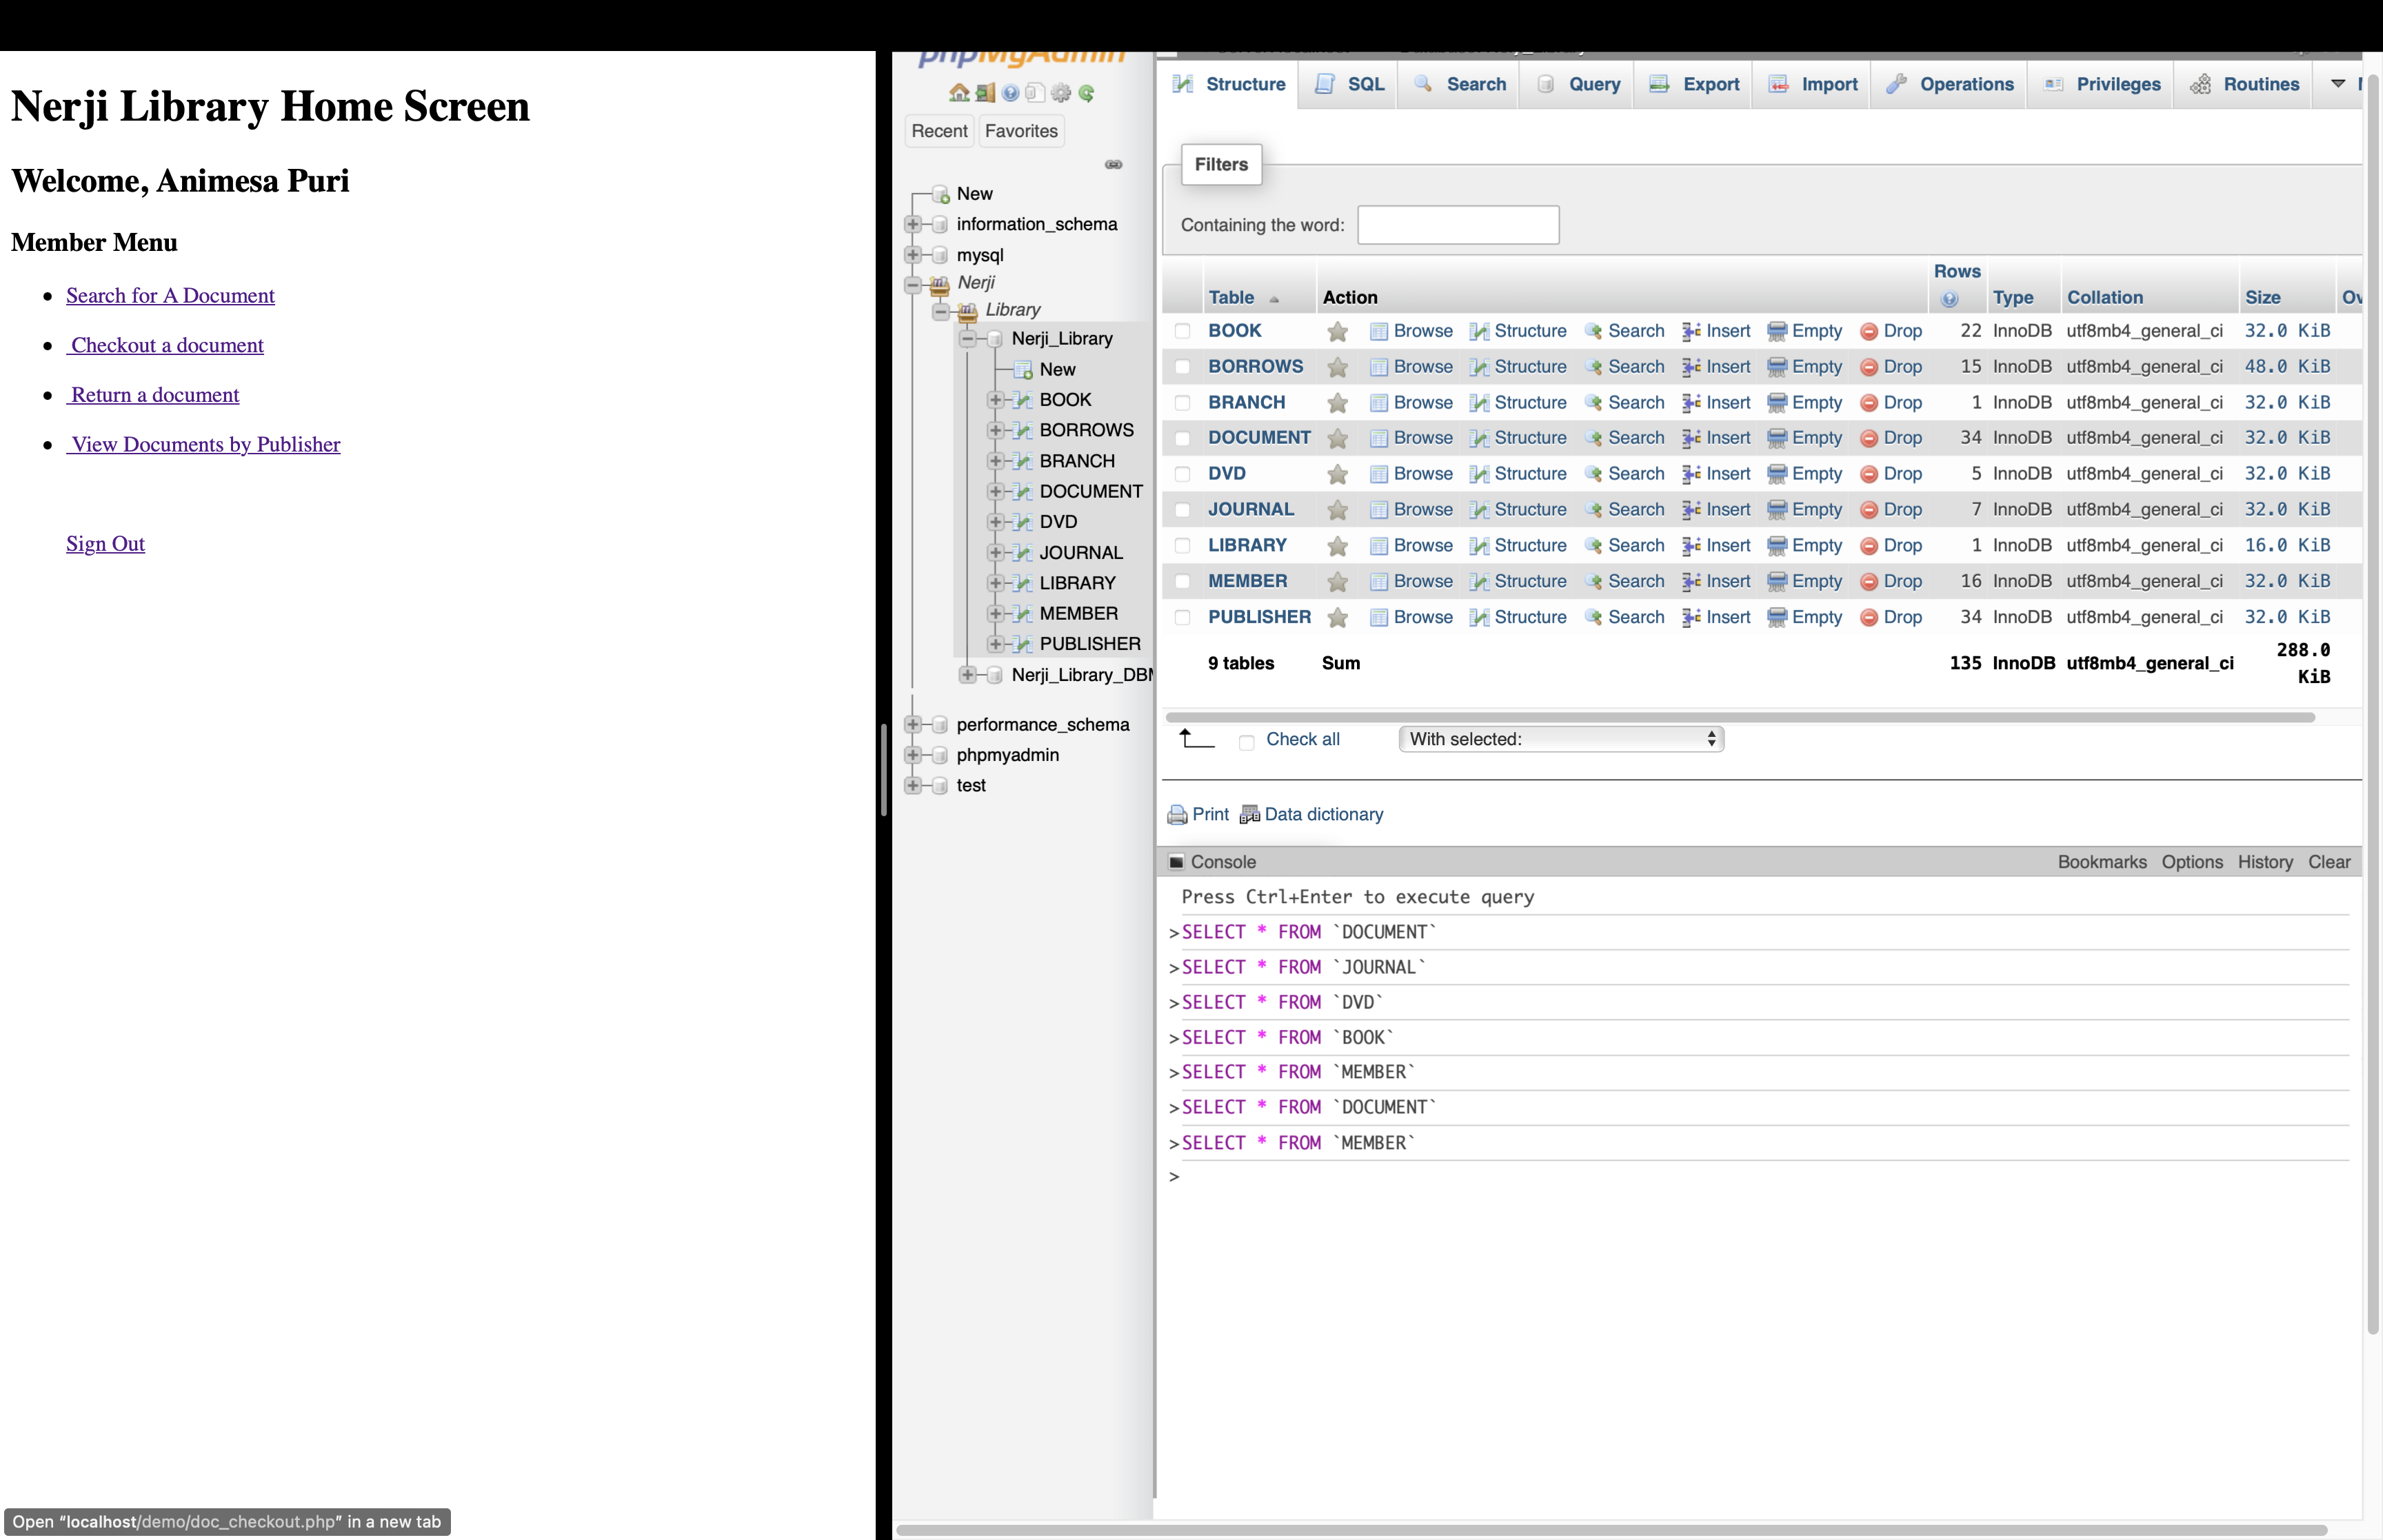 Nerji Library Home Screen
Welcome, Animesa Puri
Member Menu
Search for A Document
Checkout a document
Return a document
View Documents by Publisher
Sign Out
Open “localhost/demo/doc_checkout.php” in a new tab
phpMyAdmin
Recent Favorites
New
information_schema
mysql
Nerji
Library
Nerji_Library
New
BOOK
BORROWS
BRANCH
DOCUMENT
DVD
JOURNAL
LIBRARY
MEMBER
PUBLISHER
Nerji_Library_DB
performance_schema
phpmyadmin
test
Structure SQL Search Query Export Import Operations Privileges Routines
Filters
Containing the word:
Table Action Rows Type Collation Size Ov
BOOK Browse Structure Search Insert Empty Drop 22 InnoDB utf8mb4_general_ci 32.0 KiB
BORROWS Browse Structure Search Insert Empty Drop 15 InnoDB utf8mb4_general_ci 48.0 KiB
BRANCH Browse Structure Search Insert Empty Drop 1 InnoDB utf8mb4_general_ci 32.0 KiB
DOCUMENT Browse Structure Search Insert Empty Drop 34 InnoDB utf8mb4_general_ci 32.0 KiB
DVD Browse Structure Search Insert Empty Drop 5 InnoDB utf8mb4_general_ci 32.0 KiB
JOURNAL Browse Structure Search Insert Empty Drop 7 InnoDB utf8mb4_general_ci 32.0 KiB
LIBRARY Browse Structure Search Insert Empty Drop 1 InnoDB utf8mb4_general_ci 16.0 KiB
MEMBER Browse Structure Search Insert Empty Drop 16 InnoDB utf8mb4_general_ci 32.0 KiB
PUBLISHER Browse Structure Search Insert Empty Drop 34 InnoDB utf8mb4_general_ci 32.0 KiB
9 tables Sum 135 InnoDB utf8mb4_general_ci 288.0 KiB
Check all With selected:
Print Data dictionary
Console Bookmarks Options History Clear
Press Ctrl+Enter to execute query
>SELECT * FROM `DOCUMENT`
>SELECT * FROM `JOURNAL`
>SELECT * FROM `DVD`
>SELECT * FROM `BOOK`
>SELECT * FROM `MEMBER`
>SELECT * FROM `DOCUMENT`
>SELECT * FROM `MEMBER`
>